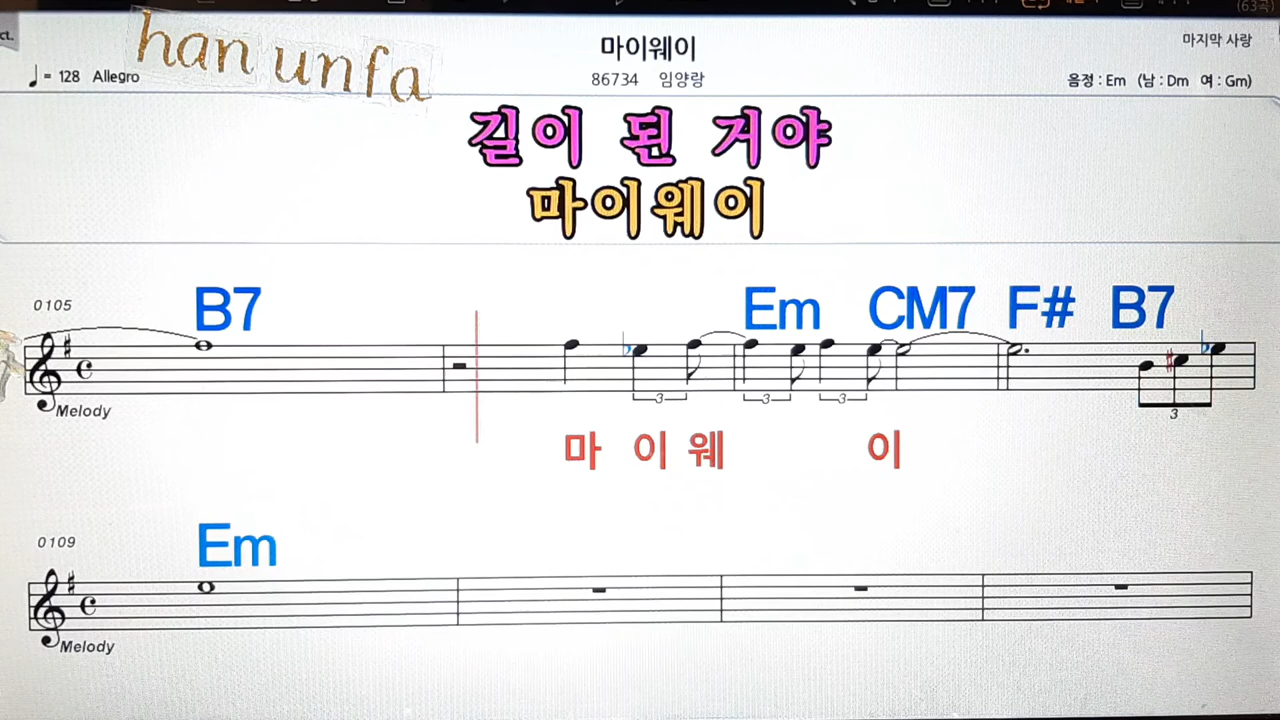 ct.
han unfa
마이웨이
마지막 사랑
= 128 Allegro
86734 임양랑
음정 : Em (남 : Dm 여 : Gm)
길이 된 거야
마이웨이
0105
B7 Em CM7 F# B7
3 3 3 3
Melody
마 이 웨 이
0109
Em
Melody